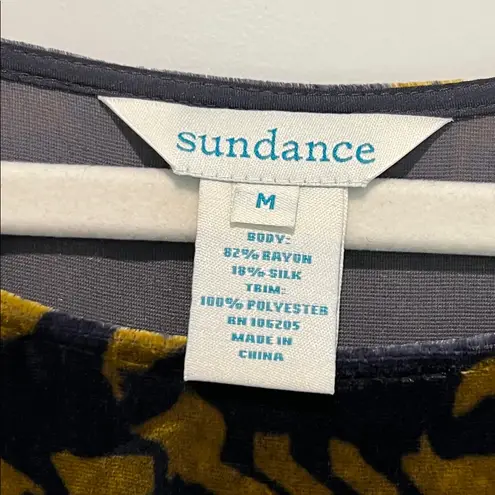 sundance
M
BODY:
82% RAYON
18% SILK
TRIM:
100% POLYESTER
RN 106205
MADE IN
CHINA